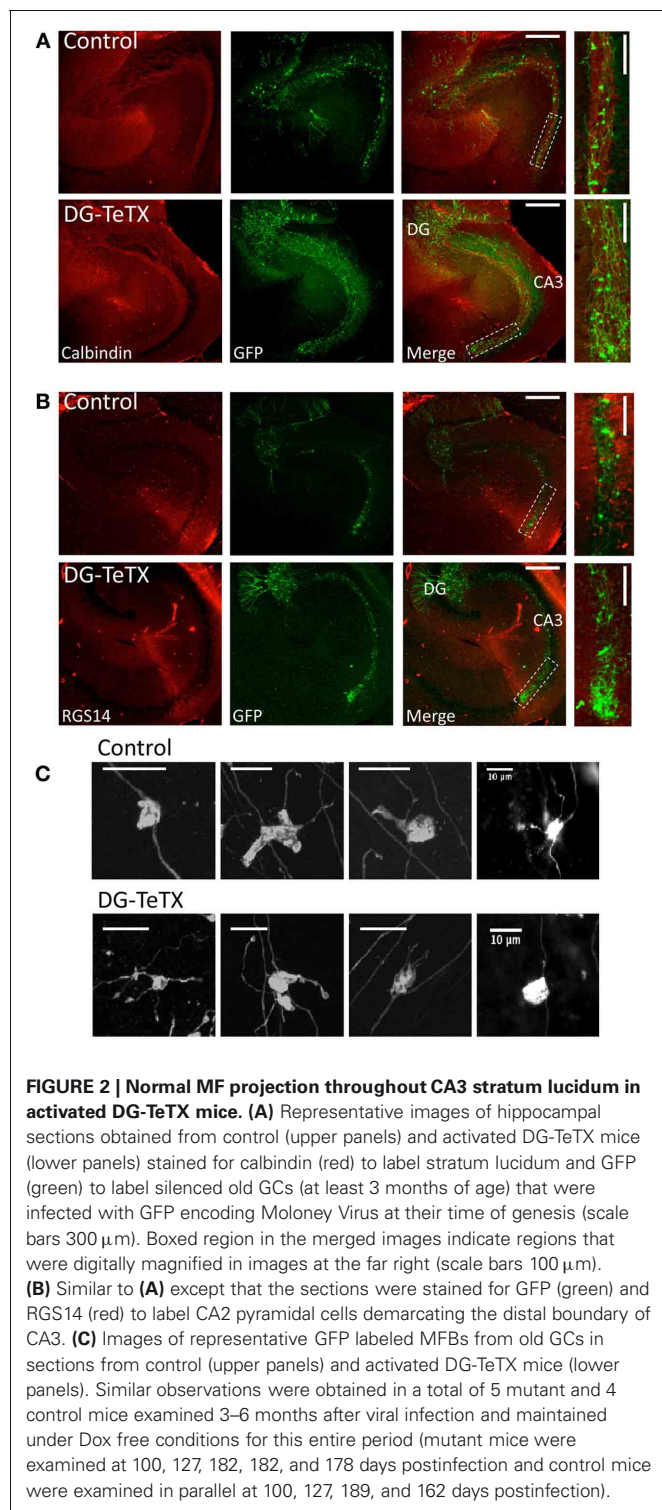 A
Control
DG-TeTX
DG
CA3
Calbindin
GFP
Merge
B
Control
DG-TeTX
DG
CA3
RGS14
GFP
Merge
Control
C
10 µm
DG-TeTX
10 µm
FIGURE 2 | Normal MF projection throughout CA3 stratum lucidum in
activated DG-TeTX mice. (A) Representative images of hippocampal
sections obtained from control (upper panels) and activated DG-TeTX mice
(lower panels) stained for calbindin (red) to label stratum lucidum and GFP
(green) to label silenced old GCs (at least 3 months of age) that were
infected with GFP encoding Moloney Virus at their time of genesis (scale
bars 300 µm). Boxed region in the merged images indicate regions that
were digitally magnified in images at the far right (scale bars 100 µm).
(B) Similar to (A) except that the sections were stained for GFP (green) and
RGS14 (red) to label CA2 pyramidal cells demarcating the distal boundary of
CA3. (C) Images of representative GFP labeled MFBs from old GCs in
sections from control (upper panels) and activated DG-TeTX mice (lower
panels). Similar observations were obtained in a total of 5 mutant and 4
control mice examined 3–6 months after viral infection and maintained
under Dox free conditions for this entire period (mutant mice were
examined at 100, 127, 182, 182, and 178 days postinfection and control mice
were examined in parallel at 100, 127, 189, and 162 days postinfection).